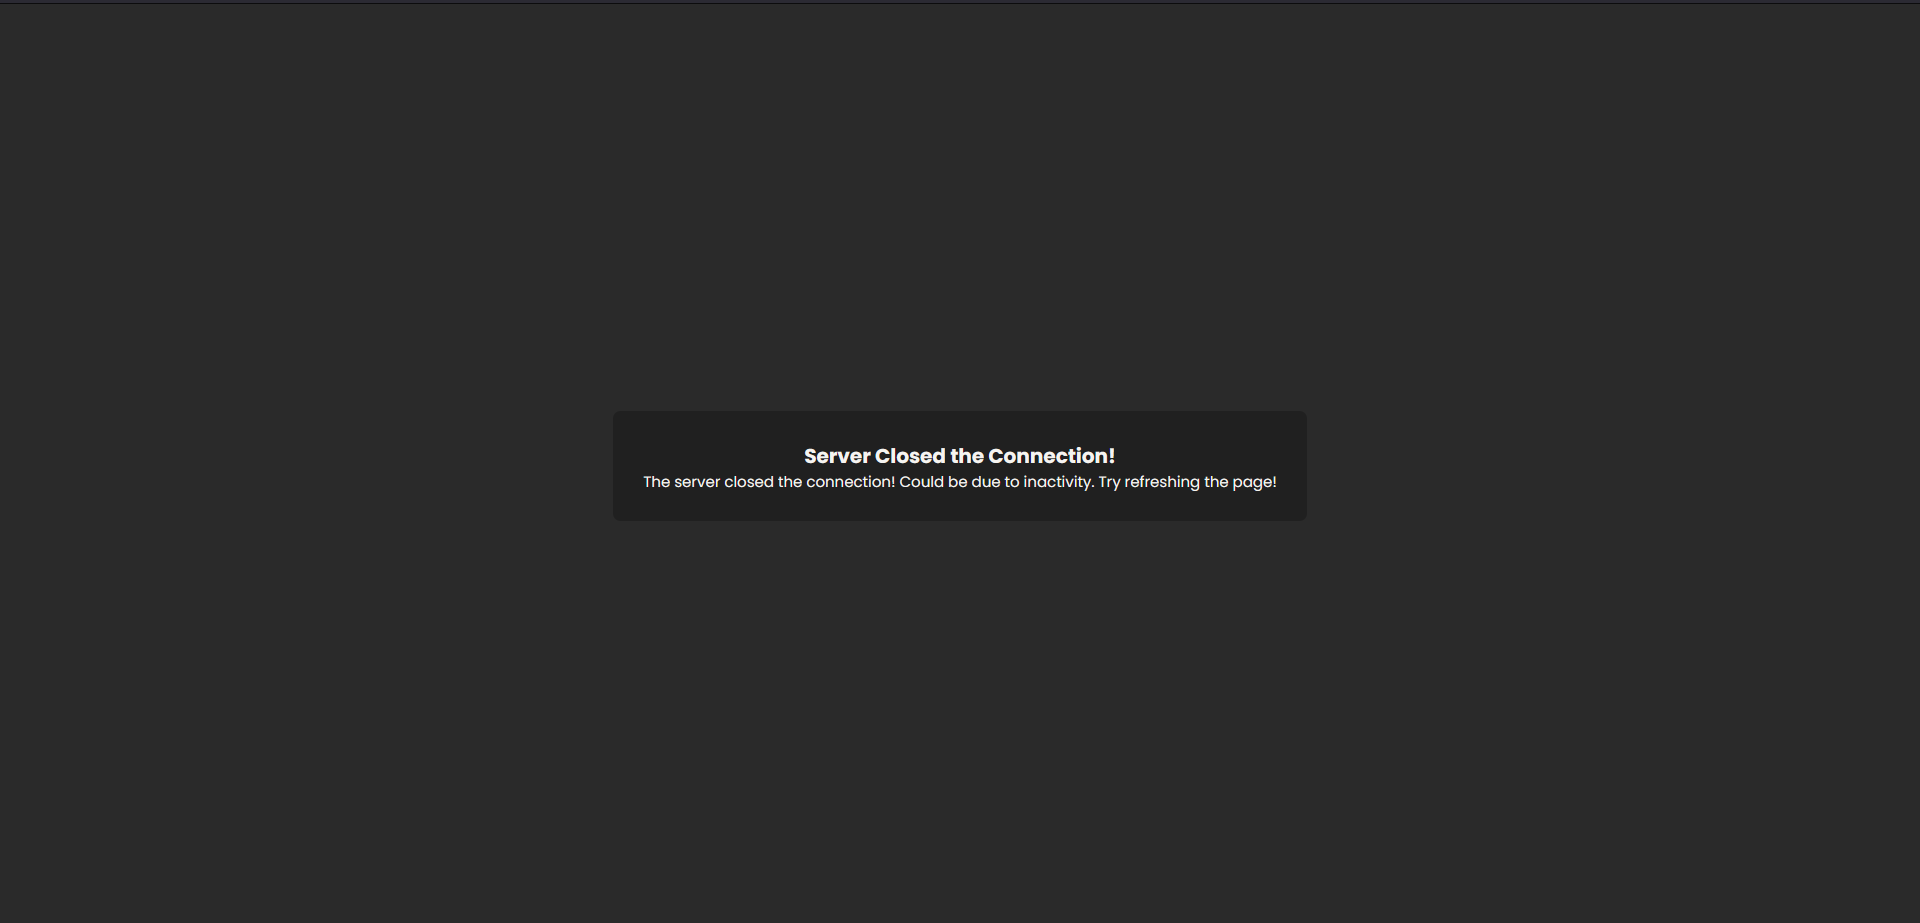 Server Closed the Connection!
The server closed the connection! Could be due to inactivity. Try refreshing the page!